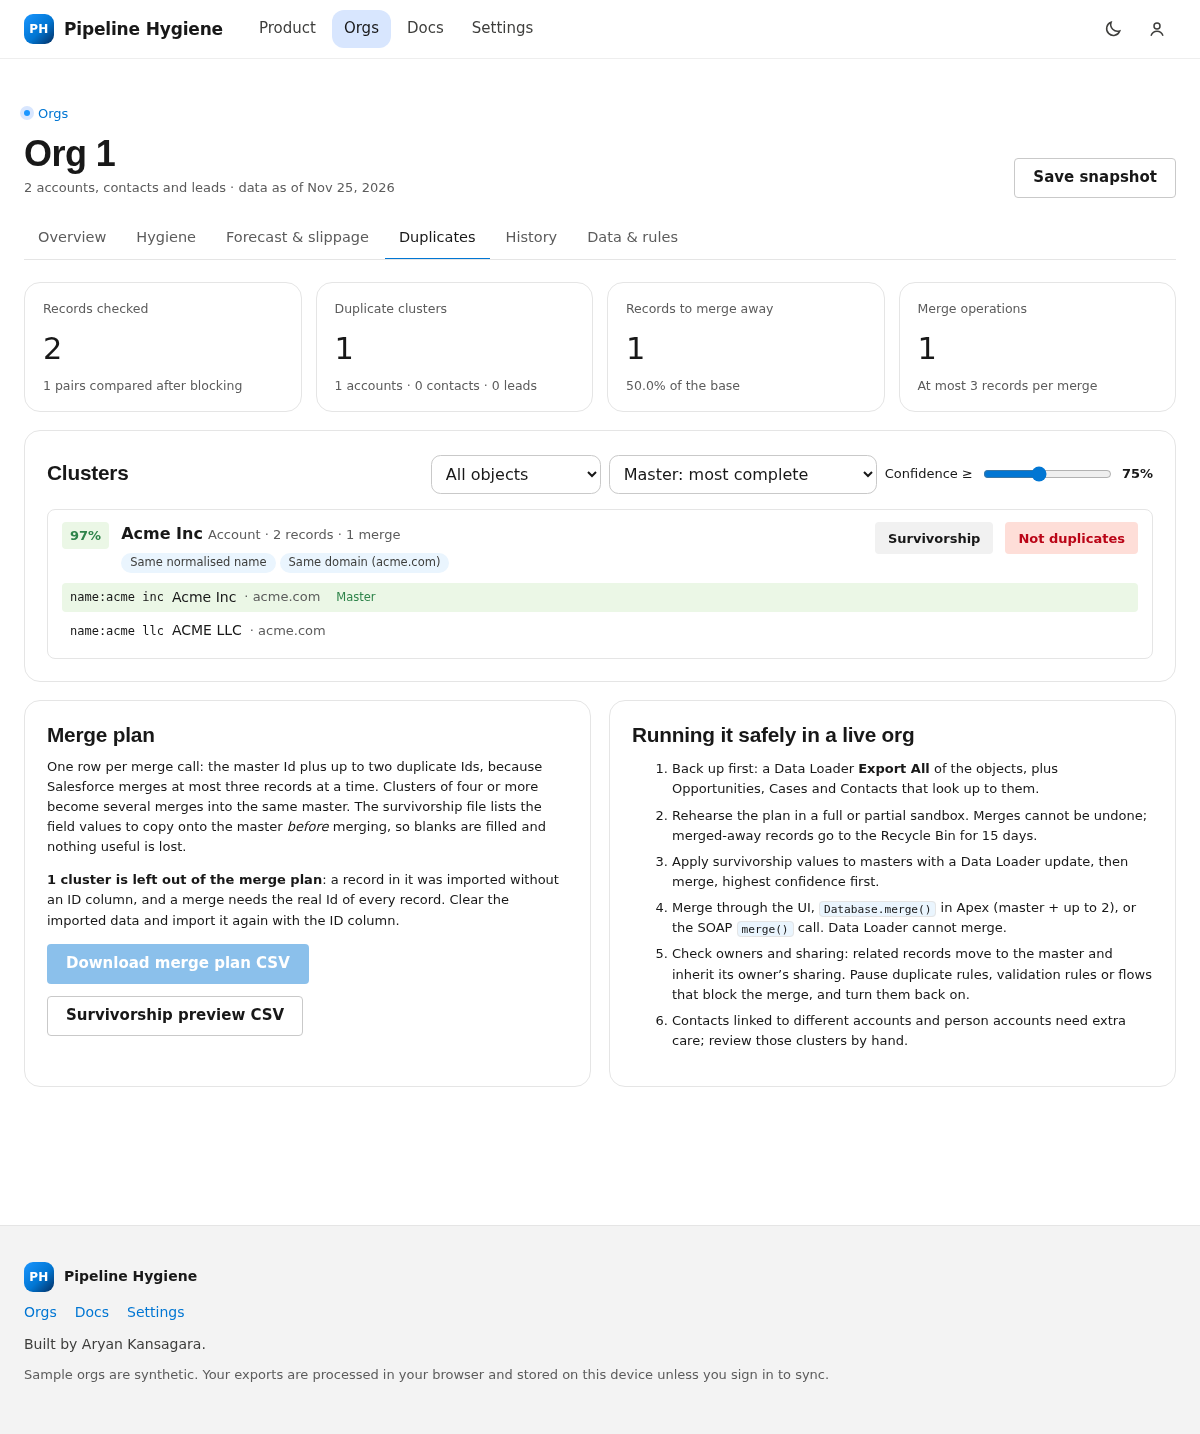 PH Pipeline Hygiene Product Orgs Docs Settings
Orgs
Org 1
2 accounts, contacts and leads · data as of Nov 25, 2026
Save snapshot
Overview Hygiene Forecast & slippage Duplicates History Data & rules
Records checked
2
1 pairs compared after blocking
Duplicate clusters
1
1 accounts · 0 contacts · 0 leads
Records to merge away
1
50.0% of the base
Merge operations
1
At most 3 records per merge
Clusters
All objects
Master: most complete
Confidence ≥ 75%
97% Acme Inc Account · 2 records · 1 merge
Survivorship
Not duplicates
Same normalised name Same domain (acme.com)
name:acme inc Acme Inc · acme.com Master
name:acme llc ACME LLC · acme.com
Merge plan
One row per merge call: the master Id plus up to two duplicate Ids, because
Salesforce merges at most three records at a time. Clusters of four or more
become several merges into the same master. The survivorship file lists the
field values to copy onto the master before merging, so blanks are filled and
nothing useful is lost.
1 cluster is left out of the merge plan: a record in it was imported without
an ID column, and a merge needs the real Id of every record. Clear the
imported data and import it again with the ID column.
Download merge plan CSV
Survivorship preview CSV
Running it safely in a live org
1. Back up first: a Data Loader Export All of the objects, plus
Opportunities, Cases and Contacts that look up to them.
2. Rehearse the plan in a full or partial sandbox. Merges cannot be undone;
merged-away records go to the Recycle Bin for 15 days.
3. Apply survivorship values to masters with a Data Loader update, then
merge, highest confidence first.
4. Merge through the UI, Database.merge() in Apex (master + up to 2), or
the SOAP merge() call. Data Loader cannot merge.
5. Check owners and sharing: related records move to the master and
inherit its owner’s sharing. Pause duplicate rules, validation rules or flows
that block the merge, and turn them back on.
6. Contacts linked to different accounts and person accounts need extra
care; review those clusters by hand.
PH Pipeline Hygiene
Orgs Docs Settings
Built by Aryan Kansagara.
Sample orgs are synthetic. Your exports are processed in your browser and stored on this device unless you sign in to sync.